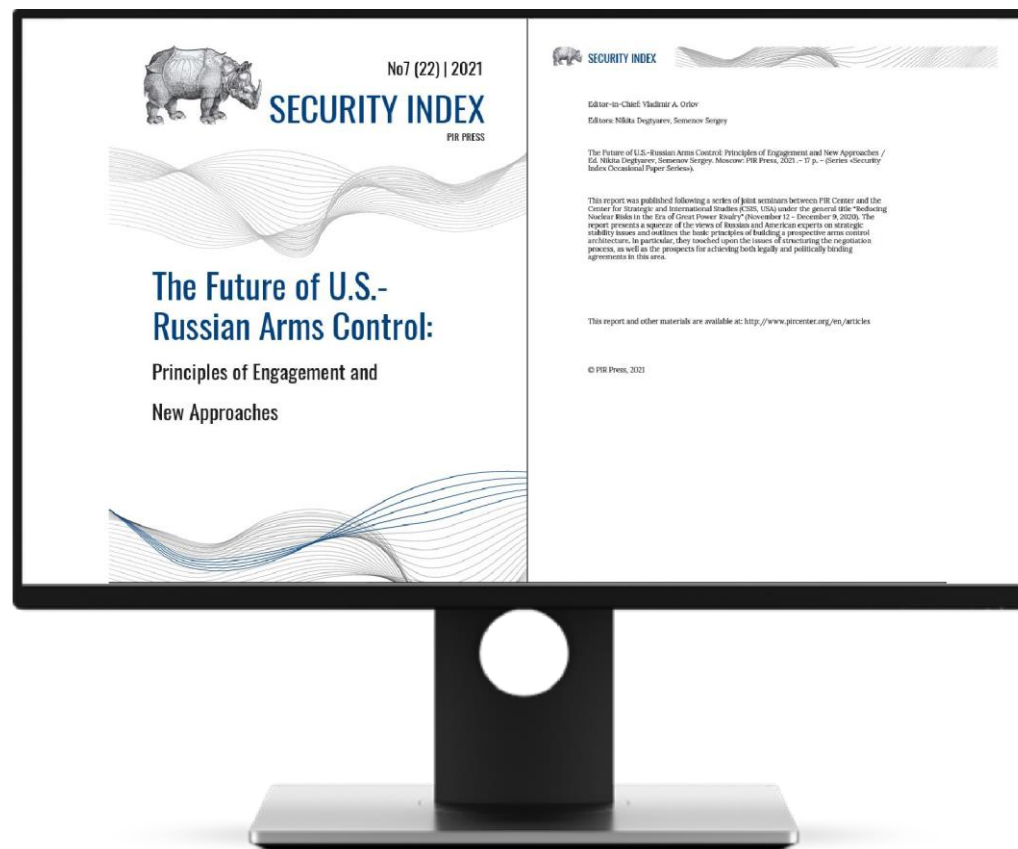 No7 (22) | 2021
SECURITY INDEX
PIR PRESS
The Future of U.S.-
Russian Arms Control:
Principles of Engagement and
New Approaches
SECURITY INDEX
Editor-in-Chief: Vladimir A. Orlov
Editors: Nikita Degtyarev, Semenov Sergey
The Future of U.S.-Russian Arms Control: Principles of Engagement and New Approaches /
Ed. Nikita Degtyarev, Semenov Sergey. Moscow: PIR Press, 2021. – 17 p. – (Series «Security
Index Occasional Paper Series»).
This report was published following a series of joint seminars between PIR Center and the
Center for Strategic and International Studies (CSIS, USA) under the general title “Reducing
Nuclear Risks in the Era of Great Power Rivalry” (November 12 – December 9, 2020). The
report presents a squeeze of the views of Russian and American experts on strategic
stability issues and outlines the basic principles of building a prospective arms control
architecture. In particular, they touched upon the issues of structuring the negotiation
process, as well as the prospects for achieving both legally and politically binding
agreements in this area.
This report and other materials are available at: http://www.pircenter.org/en/articles
© PIR Press, 2021